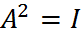 A² = I